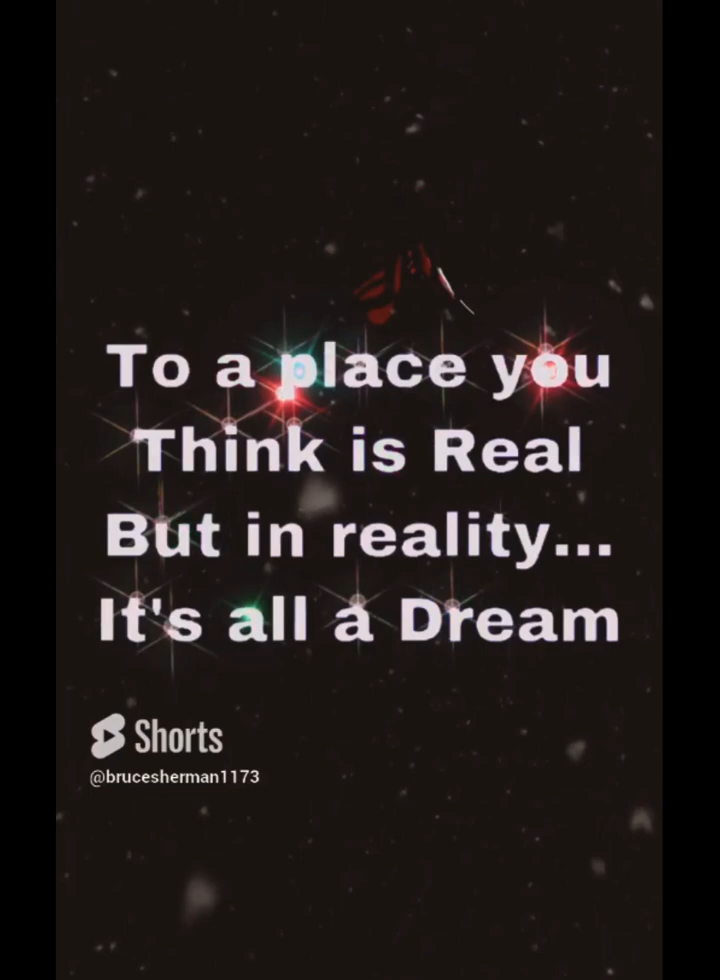 To a place you
Think is Real
But in reality...
It's all a Dream
Shorts
@brucesherman1173